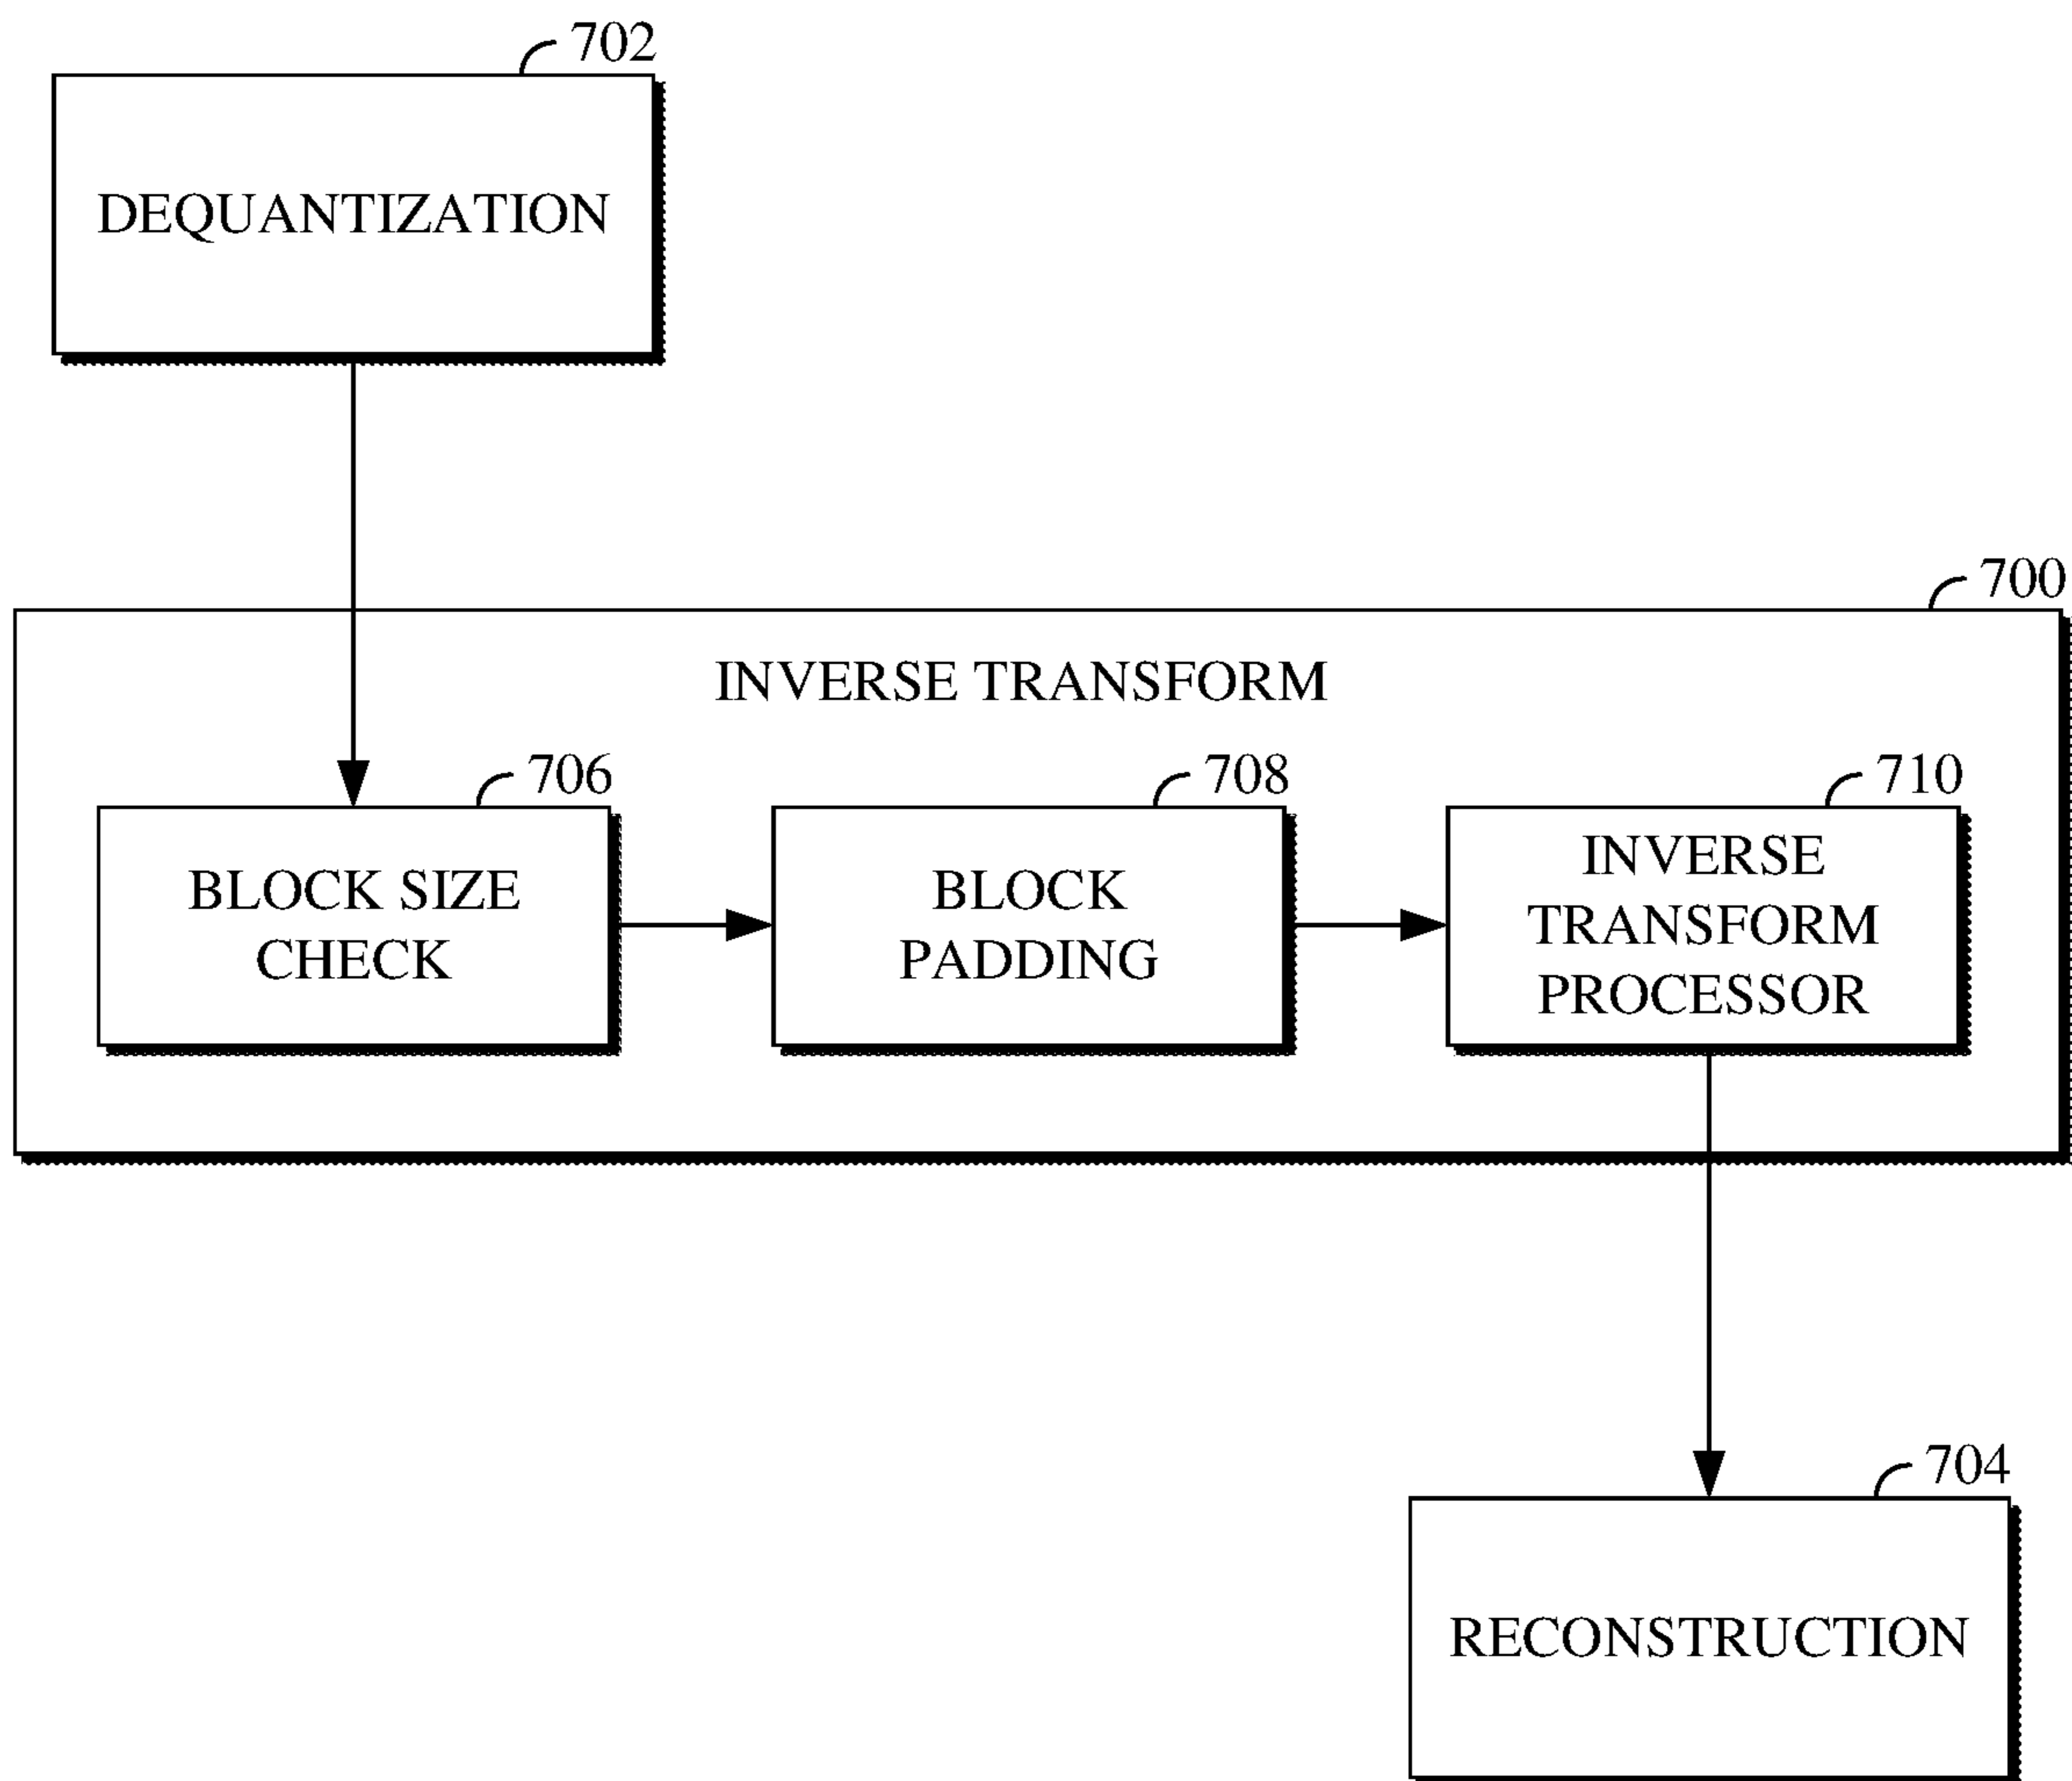 702
DEQUANTIZATION
700
INVERSE TRANSFORM
706
BLOCK SIZE
CHECK
708
BLOCK
PADDING
710
INVERSE
TRANSFORM
PROCESSOR
704
RECONSTRUCTION